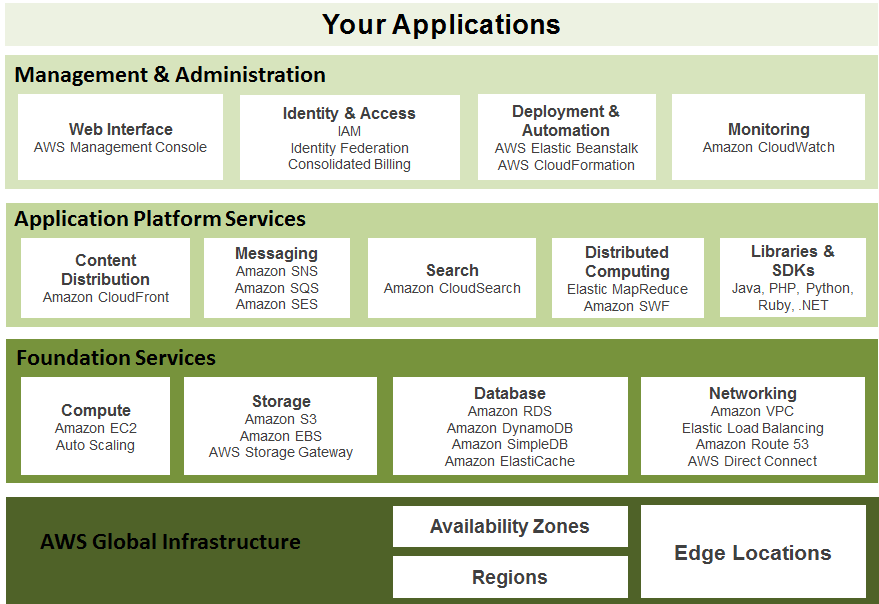 Your Applications
Management & Administration
Web Interface
AWS Management Console
Identity & Access
IAM
Identity Federation
Consolidated Billing
Deployment &
Automation
AWS Elastic Beanstalk
AWS CloudFormation
Monitoring
Amazon CloudWatch
Application Platform Services
Content
Distribution
Amazon CloudFront
Messaging
Amazon SNS
Amazon SQS
Amazon SES
Search
Amazon CloudSearch
Distributed
Computing
Elastic MapReduce
Amazon SWF
Libraries &
SDKs
Java, PHP, Python,
Ruby, .NET
Foundation Services
Compute
Amazon EC2
Auto Scaling
Storage
Amazon S3
Amazon EBS
AWS Storage Gateway
Database
Amazon RDS
Amazon DynamoDB
Amazon SimpleDB
Amazon ElastiCache
Networking
Amazon VPC
Elastic Load Balancing
Amazon Route 53
AWS Direct Connect
AWS Global Infrastructure
Availability Zones
Regions
Edge Locations